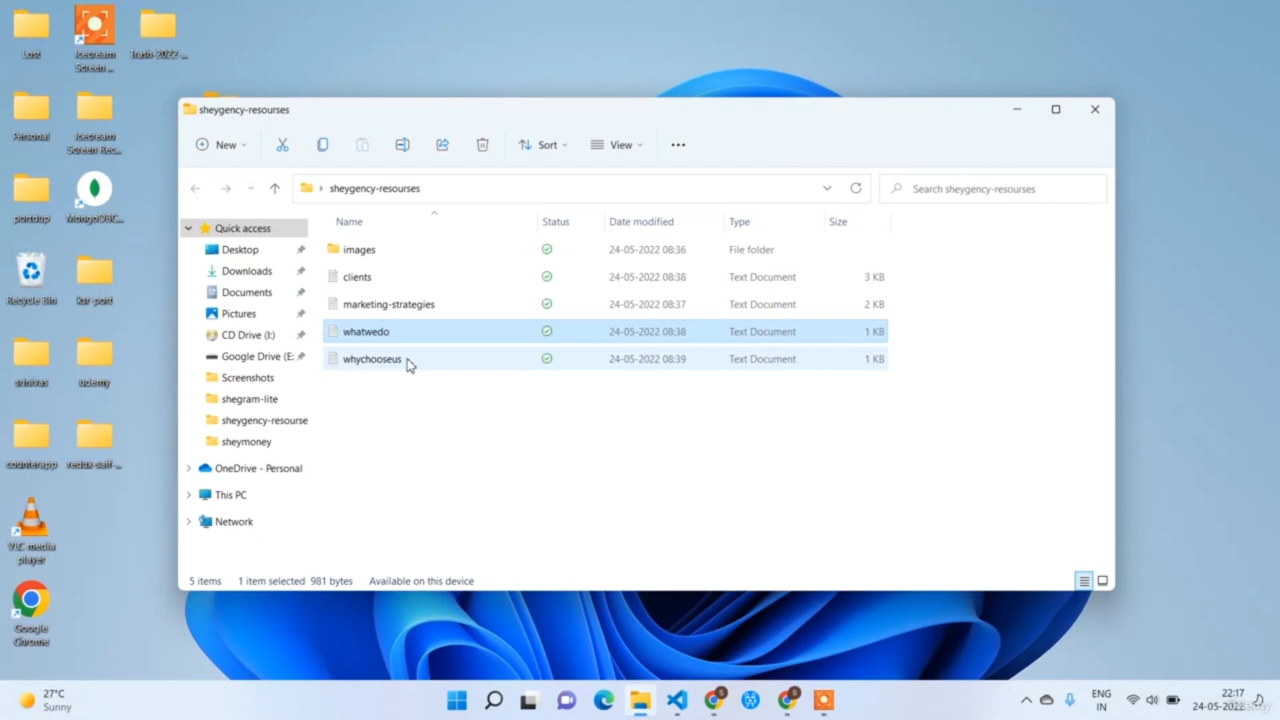 Lost
Icecream
Screen ...
Trash-2022-...
Personal
Icecream
Screen Rec...
MongoDBC...
Recycle Bin
ksr-port
srinivas
udemy
counterapp
VLC media
player
Google
Chrome
sheygency-resourses
New
Sort
View
sheygency-resourses
Search sheygency-resourses
Name
Status
Date modified
Type
Size
Quick access
Desktop
Downloads
Documents
Pictures
CD Drive (I:)
Google Drive (E:
Screenshots
shegram-lite
sheygency-resourse
sheymoney
OneDrive - Personal
This PC
Network
images 24-05-2022 08:36 File folder
clients 24-05-2022 08:38 Text Document 3 KB
marketing-strategies 24-05-2022 08:37 Text Document 2 KB
whatwedo 24-05-2022 08:38 Text Document 1 KB
whychooseus 24-05-2022 08:39 Text Document 1 KB
5 items 1 item selected 981 bytes Available on this device
27°C
Sunny
ENG
IN
22:17
24-05-2022